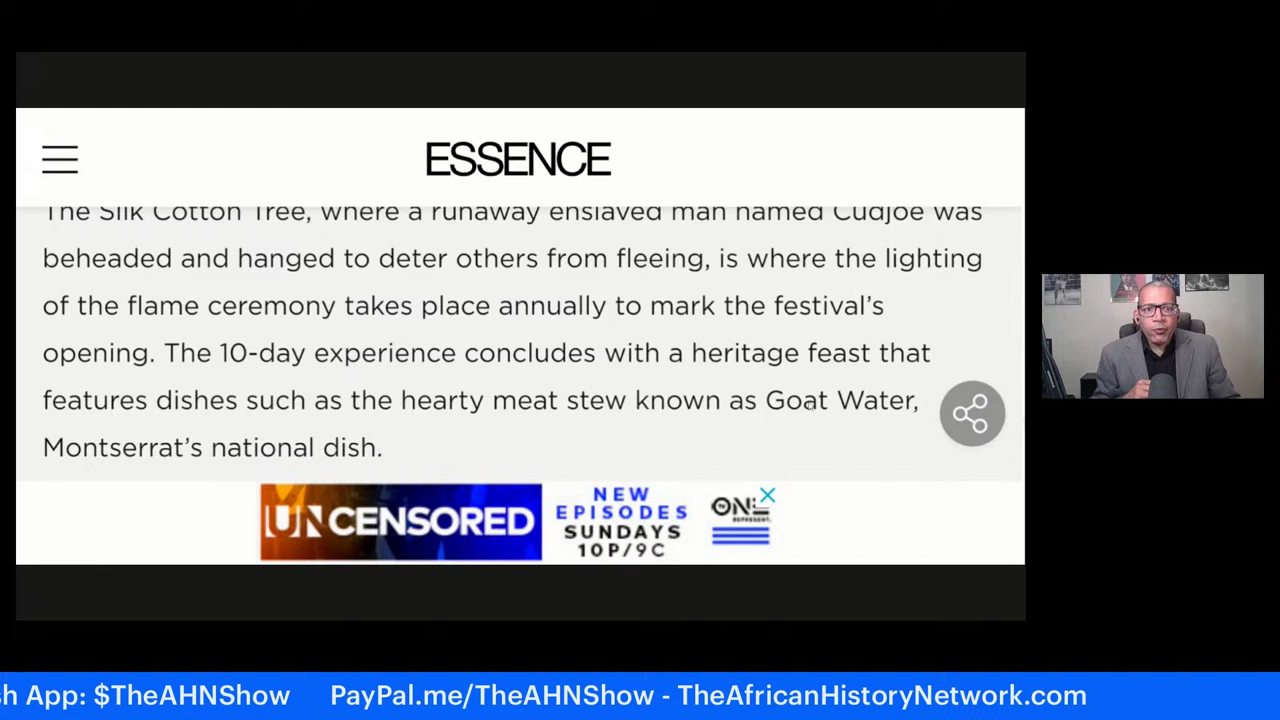 ESSENCE
The Silk Cotton Tree, where a runaway enslaved man named Cudjoe was
beheaded and hanged to deter others from fleeing, is where the lighting
of the flame ceremony takes place annually to mark the festival’s
opening. The 10-day experience concludes with a heritage feast that
features dishes such as the hearty meat stew known as Goat Water,
Montserrat’s national dish.
UNCENSORED
NEW
EPISODES
SUNDAYS
10P/9C
ONE
REPRESENT.
sh App: $TheAHNShow PayPal.me/TheAHNShow - TheAfricanHistoryNetwork.com